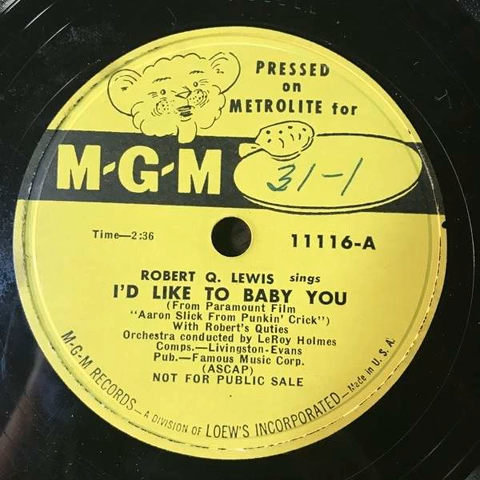 PRESSED
on
METROLITE for
M-G-M
31-1
Time—2:36
11116-A
ROBERT Q. LEWIS sings
I'D LIKE TO BABY YOU
(From Paramount Film
"Aaron Slick From Punkin' Crick")
With Robert's Quties
Orchestra conducted by LeRoy Holmes
Comps.—Livingston-Evans
Pub.—Famous Music Corp.
(ASCAP)
NOT FOR PUBLIC SALE
M-G-M RECORDS—A DIVISION OF LOEW'S INCORPORATED—Made in U. S. A.